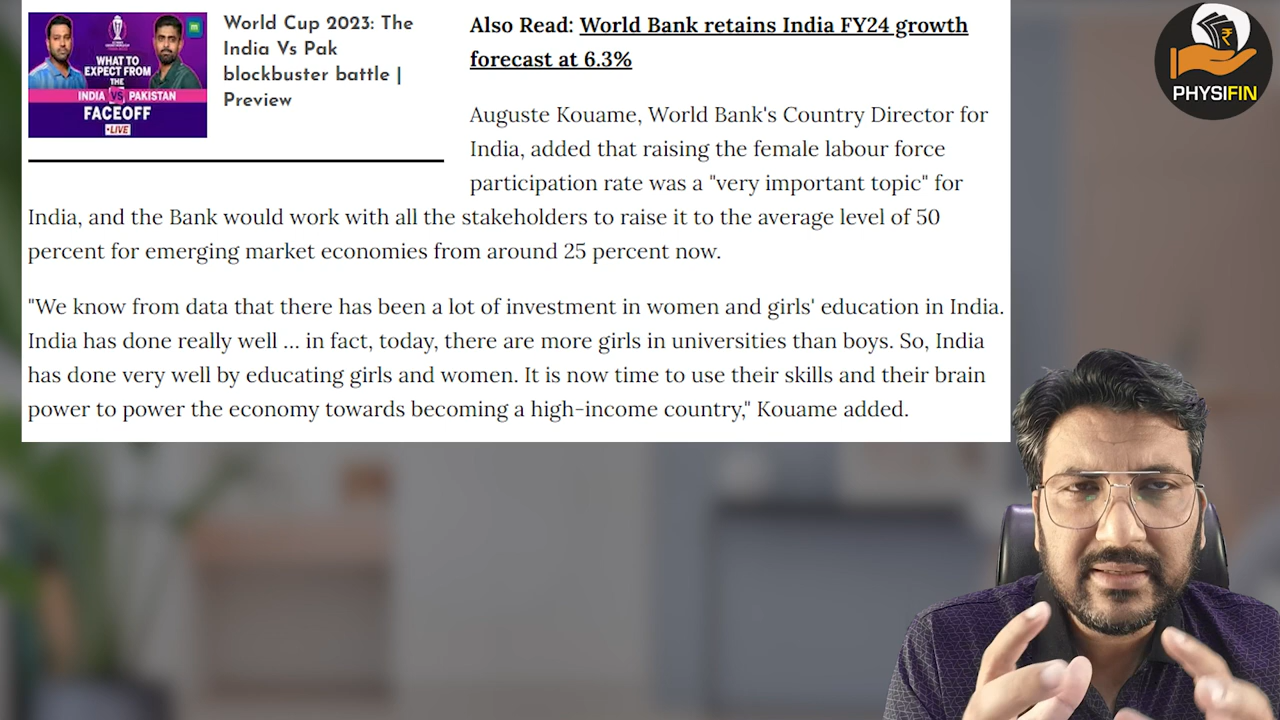 WHAT TO
EXPECT FROM
THE
INDIA VS PAKISTAN
FACEOFF
LIVE
World Cup 2023: The
India Vs Pak
blockbuster battle |
Preview
Also Read: World Bank retains India FY24 growth
forecast at 6.3%
Auguste Kouame, World Bank's Country Director for
India, added that raising the female labour force
participation rate was a "very important topic" for
India, and the Bank would work with all the stakeholders to raise it to the average level of 50
percent for emerging market economies from around 25 percent now.
"We know from data that there has been a lot of investment in women and girls' education in India.
India has done really well ... in fact, today, there are more girls in universities than boys. So, India
has done very well by educating girls and women. It is now time to use their skills and their brain
power to power the economy towards becoming a high-income country," Kouame added.
₹
PHYSIFIN